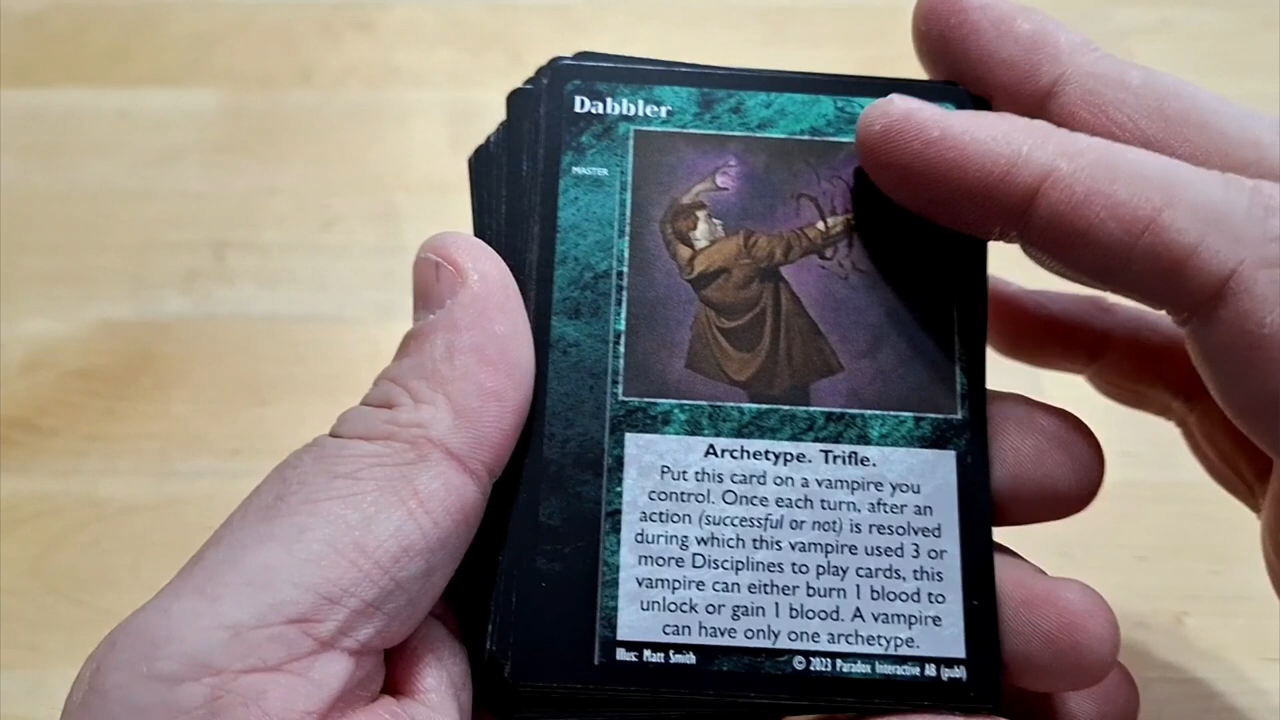 Dabbler
MASTER
Archetype. Trifle.
Put this card on a vampire you
control. Once each turn, after an
action (successful or not) is resolved
during which this vampire used 3 or
more Disciplines to play cards, this
vampire can either burn 1 blood to
unlock or gain 1 blood. A vampire
can have only one archetype.
Illus: Matt Smith
© 2023 Paradox Interactive AB (publ)